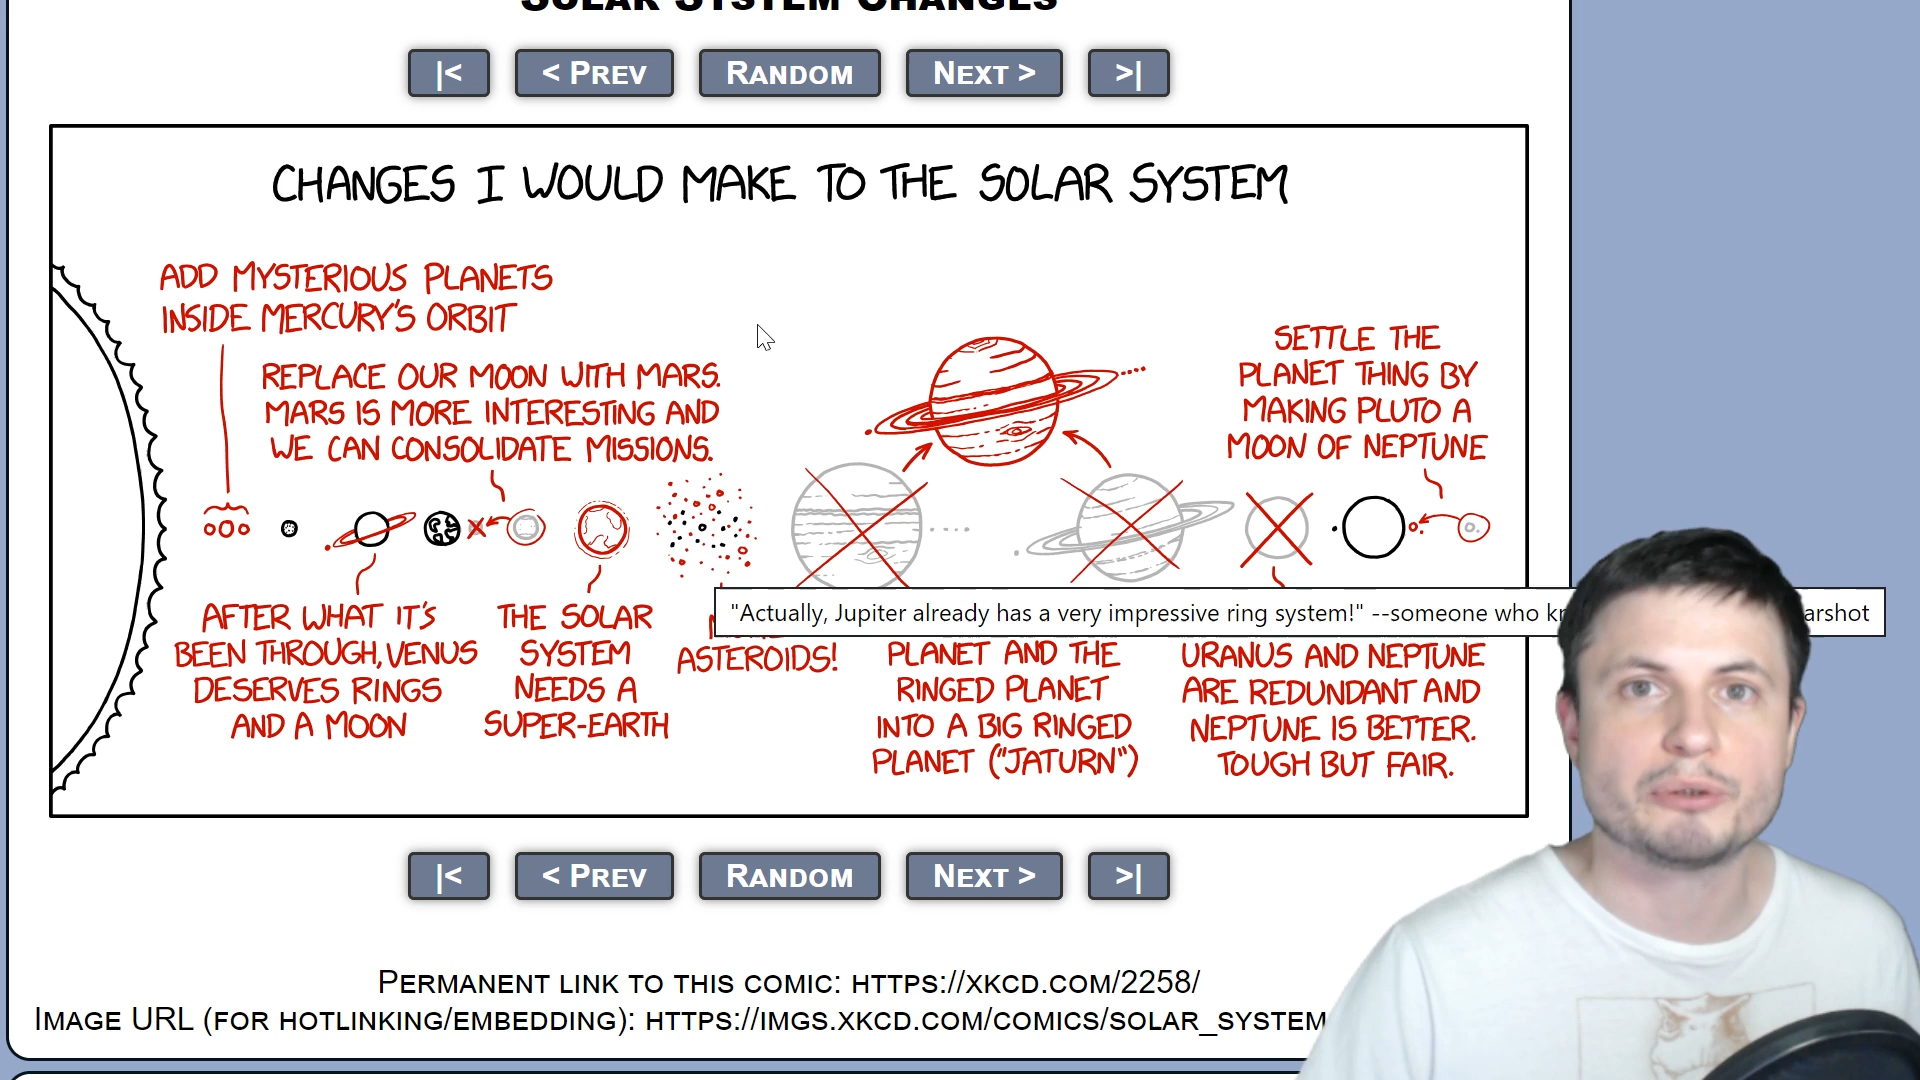 SOLAR SYSTEM CHANGES
|<
< PREV
RANDOM
NEXT >
>|
CHANGES I WOULD MAKE TO THE SOLAR SYSTEM
ADD MYSTERIOUS PLANETS
INSIDE MERCURY'S ORBIT
REPLACE OUR MOON WITH MARS.
MARS IS MORE INTERESTING AND
WE CAN CONSOLIDATE MISSIONS.
SETTLE THE
PLANET THING BY
MAKING PLUTO A
MOON OF NEPTUNE
AFTER WHAT IT'S
BEEN THROUGH, VENUS
DESERVES RINGS
AND A MOON
THE SOLAR
SYSTEM
NEEDS A
SUPER-EARTH
ASTEROIDS!
"Actually, Jupiter already has a very impressive ring system!" --someone who
arshot
PLANET AND THE
RINGED PLANET
INTO A BIG RINGED
PLANET ("JATURN")
URANUS AND NEPTUNE
ARE REDUNDANT AND
NEPTUNE IS BETTER.
TOUGH BUT FAIR.
|<
< PREV
RANDOM
NEXT >
>|
PERMANENT LINK TO THIS COMIC: HTTPS://XKCD.COM/2258/
IMAGE URL (FOR HOTLINKING/EMBEDDING): HTTPS://IMGS.XKCD.COM/COMICS/SOLAR_SYSTEM